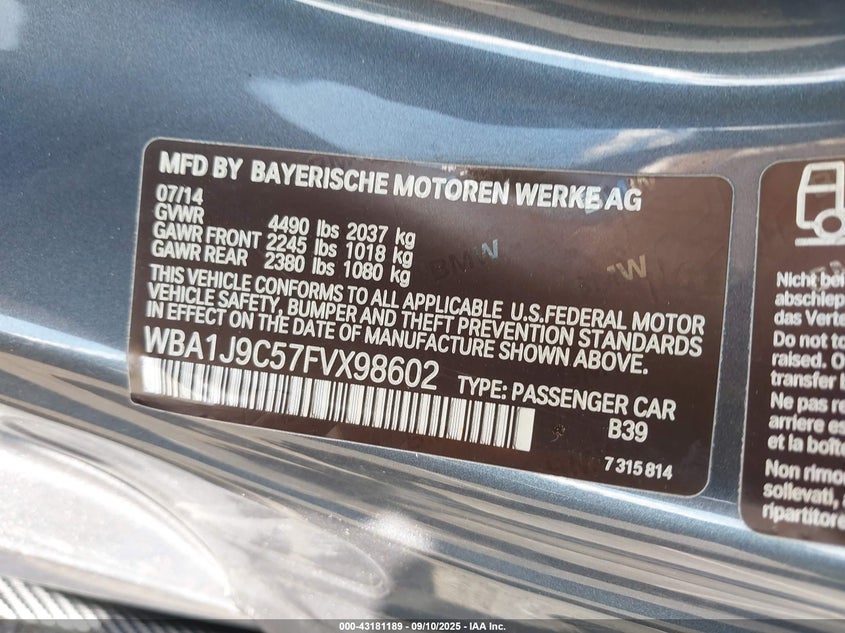 MFD BY BAYERISCHE MOTOREN WERKE AG
07/14
GVWR 4490 lbs 2037 kg
GAWR FRONT 2245 lbs 1018 kg
GAWR REAR 2380 lbs 1080 kg
THIS VEHICLE CONFORMS TO ALL APPLICABLE U.S.FEDERAL MOTOR
VEHICLE SAFETY, BUMPER AND THEFT PREVENTION STANDARDS
IN EFFECT ON THE DATE OF MANUFACTURE SHOWN ABOVE.
WBA1J9C57FVX98602 TYPE: PASSENGER CAR
B39
7 315 814
BMW
Nicht bei
abschlep
das Verte
Do not to
raised. O
transfer b
Ne pas r
arriere es
et la boît
Non rimo
sollevati, a
ripartitore
000-43181189 - 09/10/2025 - IAA Inc.